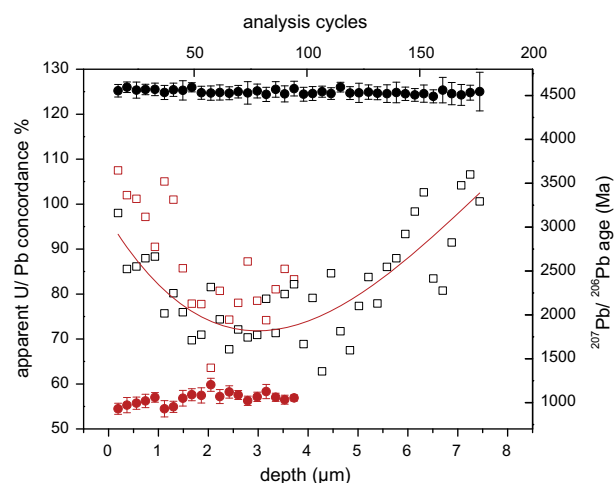 analysis cycles
50 100 150 200
130
120
110
100
90
80
70
60
50
apparent U/ Pb concordance %
4500
4000
3500
3000
2500
2000
1500
1000
²⁰⁷Pb/ ²⁰⁶Pb age (Ma)
0 1 2 3 4 5 6 7 8
depth (µm)